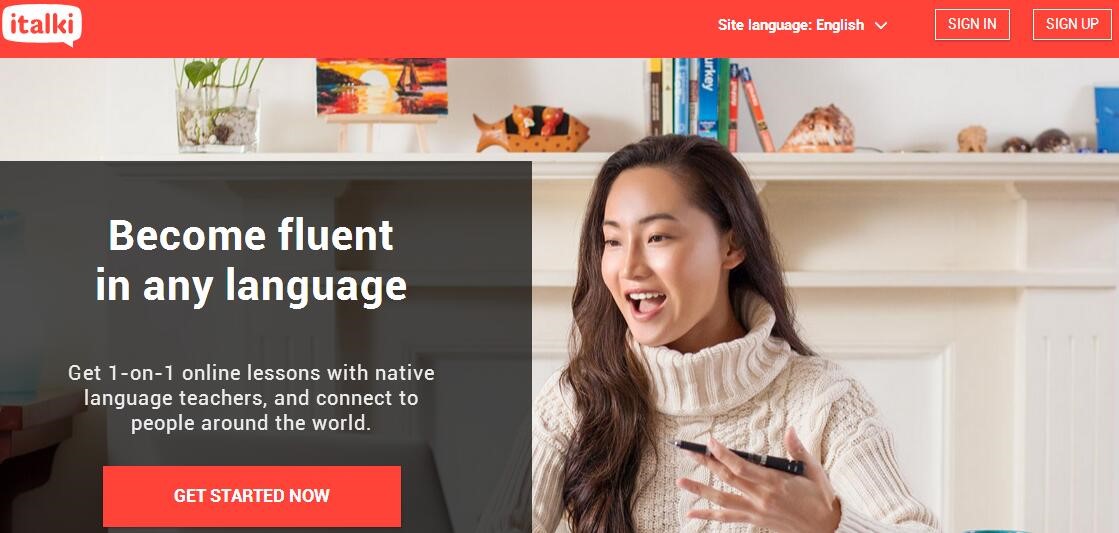 italki
Site language: English
SIGN IN
SIGN UP
urkey
Become fluent
in any language
Get 1-on-1 online lessons with native
language teachers, and connect to
people around the world.
GET STARTED NOW